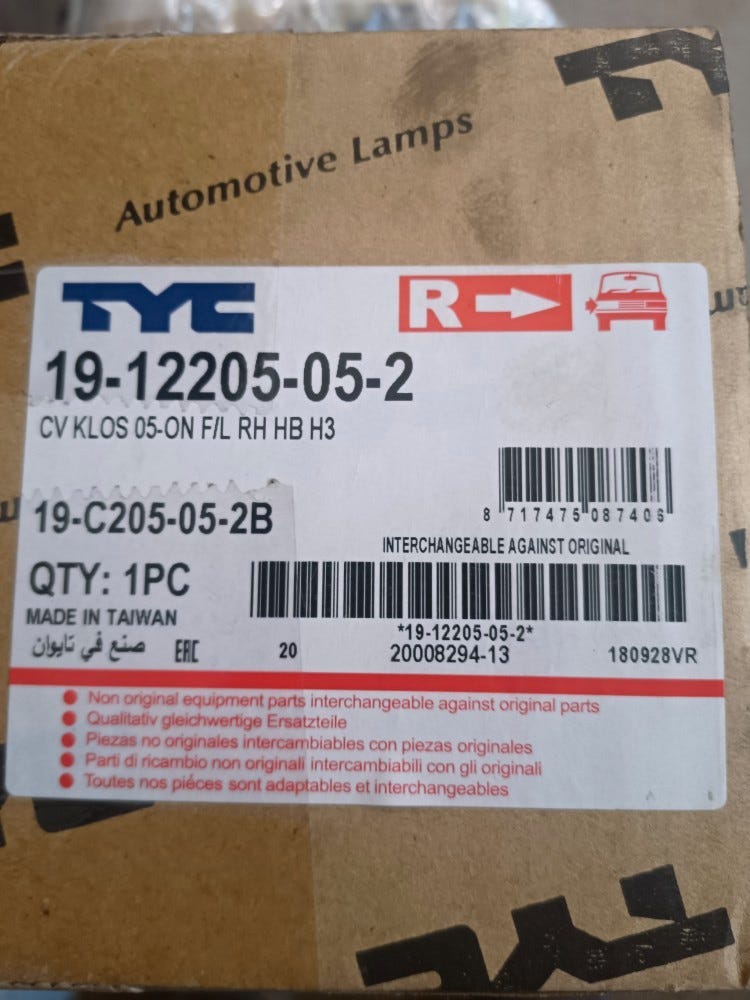 TYC
Automotive Lamps
TYC
R
19-12205-05-2
CV KLOS 05-ON F/L RH HB H3
8 717475 087406
19-C205-05-2B
INTERCHANGEABLE AGAINST ORIGINAL
QTY: 1PC
MADE IN TAIWAN
*19-12205-05-2*
صنع في تايوان
EAC
20
20008294-13
180928VR
Non original equipment parts interchangeable against original parts
Qualitativ gleichwertige Ersatzteile
Piezas no originales intercambiables con piezas originales
Parti di ricambio non originali intercambiabili con gli originali
Toutes nos piéces sont adaptables et interchangeables
TYC